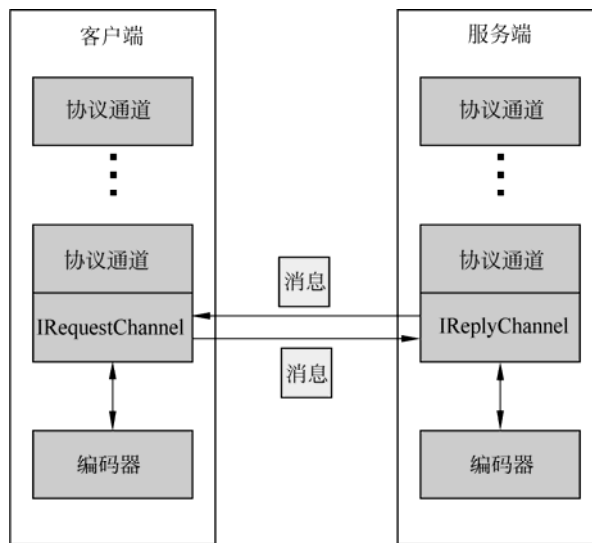 客户端
协议通道
协议通道
IRequestChannel
编码器
消息
消息
服务端
协议通道
协议通道
IReplyChannel
编码器